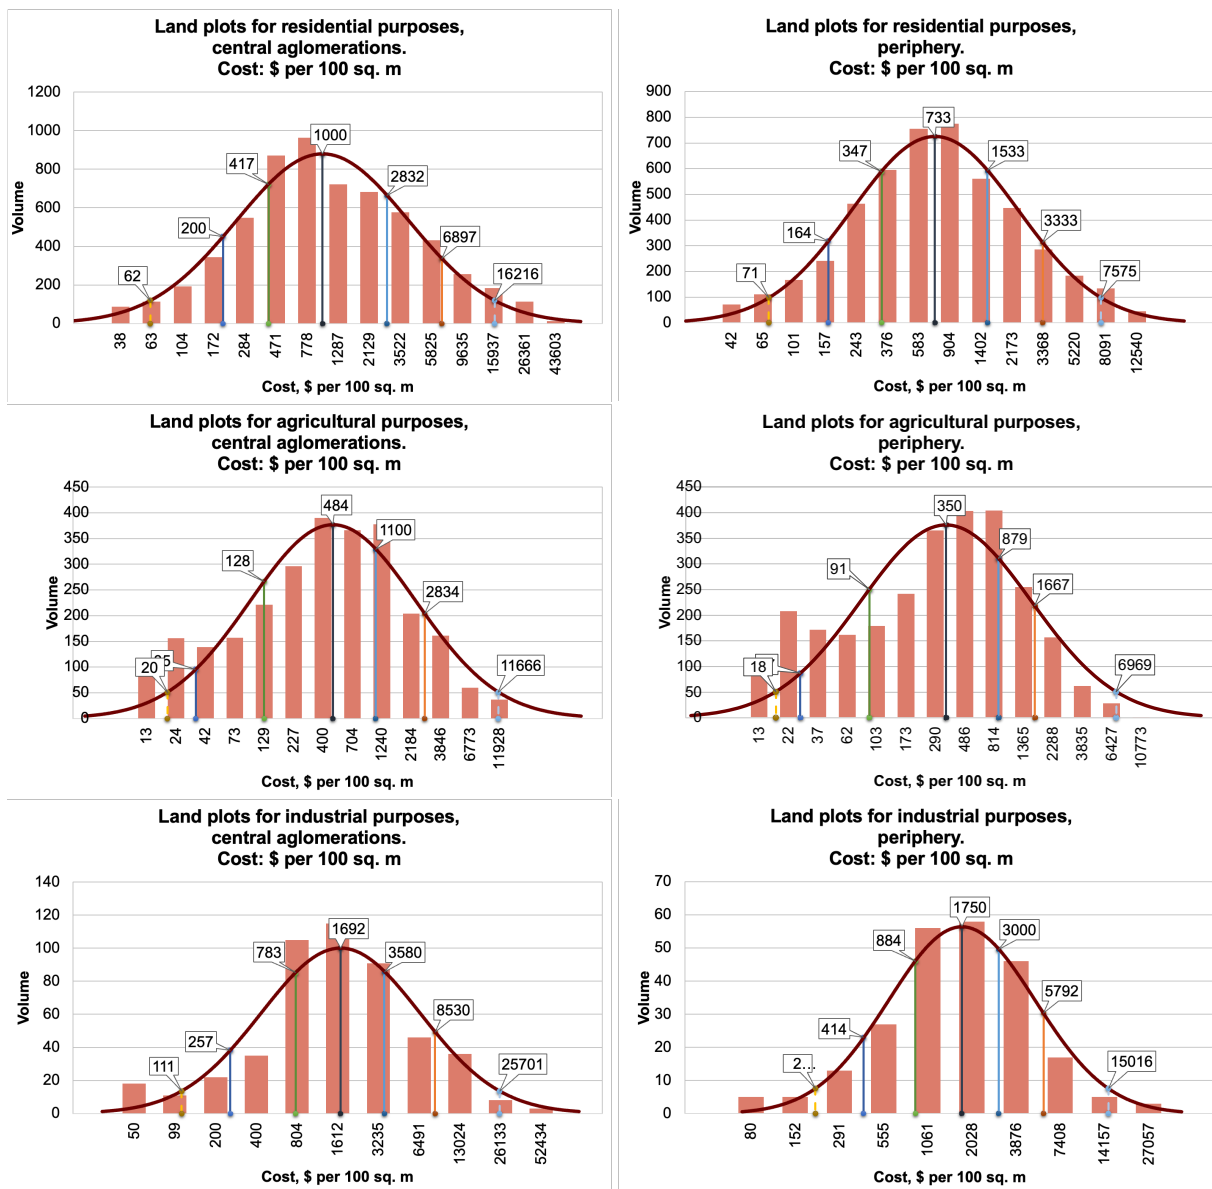 Land plots for residential purposes,
central aglomerations.
Cost: $ per 100 sq. m
1200
1000
800
600
400
200
0
Volume
62
200
417
1000
2832
6897
16216
38 63 104 172 284 471 778 1287 2129 3522 5825 9635 15937 26361 43603
Cost, $ per 100 sq. m
Land plots for residential purposes,
periphery.
Cost: $ per 100 sq. m
900
800
700
600
500
400
300
200
100
0
Volume
71
164
347
733
1533
3333
7575
42 65 101 157 243 376 583 904 1402 2173 3368 5220 8091 12540
Cost, $ per 100 sq. m
Land plots for agricultural purposes,
central aglomerations.
Cost: $ per 100 sq. m
450
400
350
300
250
200
150
100
50
0
Volume
20
128
484
1100
2834
11666
13 24 42 73 129 227 400 704 1240 2184 3846 6773 11928
Cost, $ per 100 sq. m
Land plots for agricultural purposes,
periphery.
Cost: $ per 100 sq. m
450
400
350
300
250
200
150
100
50
0
Volume
18
91
350
879
1667
6969
13 22 37 62 103 173 290 486 814 1365 2288 3835 6427 10773
Cost, $ per 100 sq. m
Land plots for industrial purposes,
central aglomerations.
Cost: $ per 100 sq. m
140
120
100
80
60
40
20
0
Volume
111
257
783
1692
3580
8530
25701
50 99 200 400 804 1612 3235 6491 13024 26133 52434
Cost, $ per 100 sq. m
Land plots for industrial purposes,
periphery.
Cost: $ per 100 sq. m
70
60
50
40
30
20
10
0
Volume
2...
414
884
1750
3000
5792
15016
80 152 291 555 1061 2028 3876 7408 14157 27057
Cost, $ per 100 sq. m